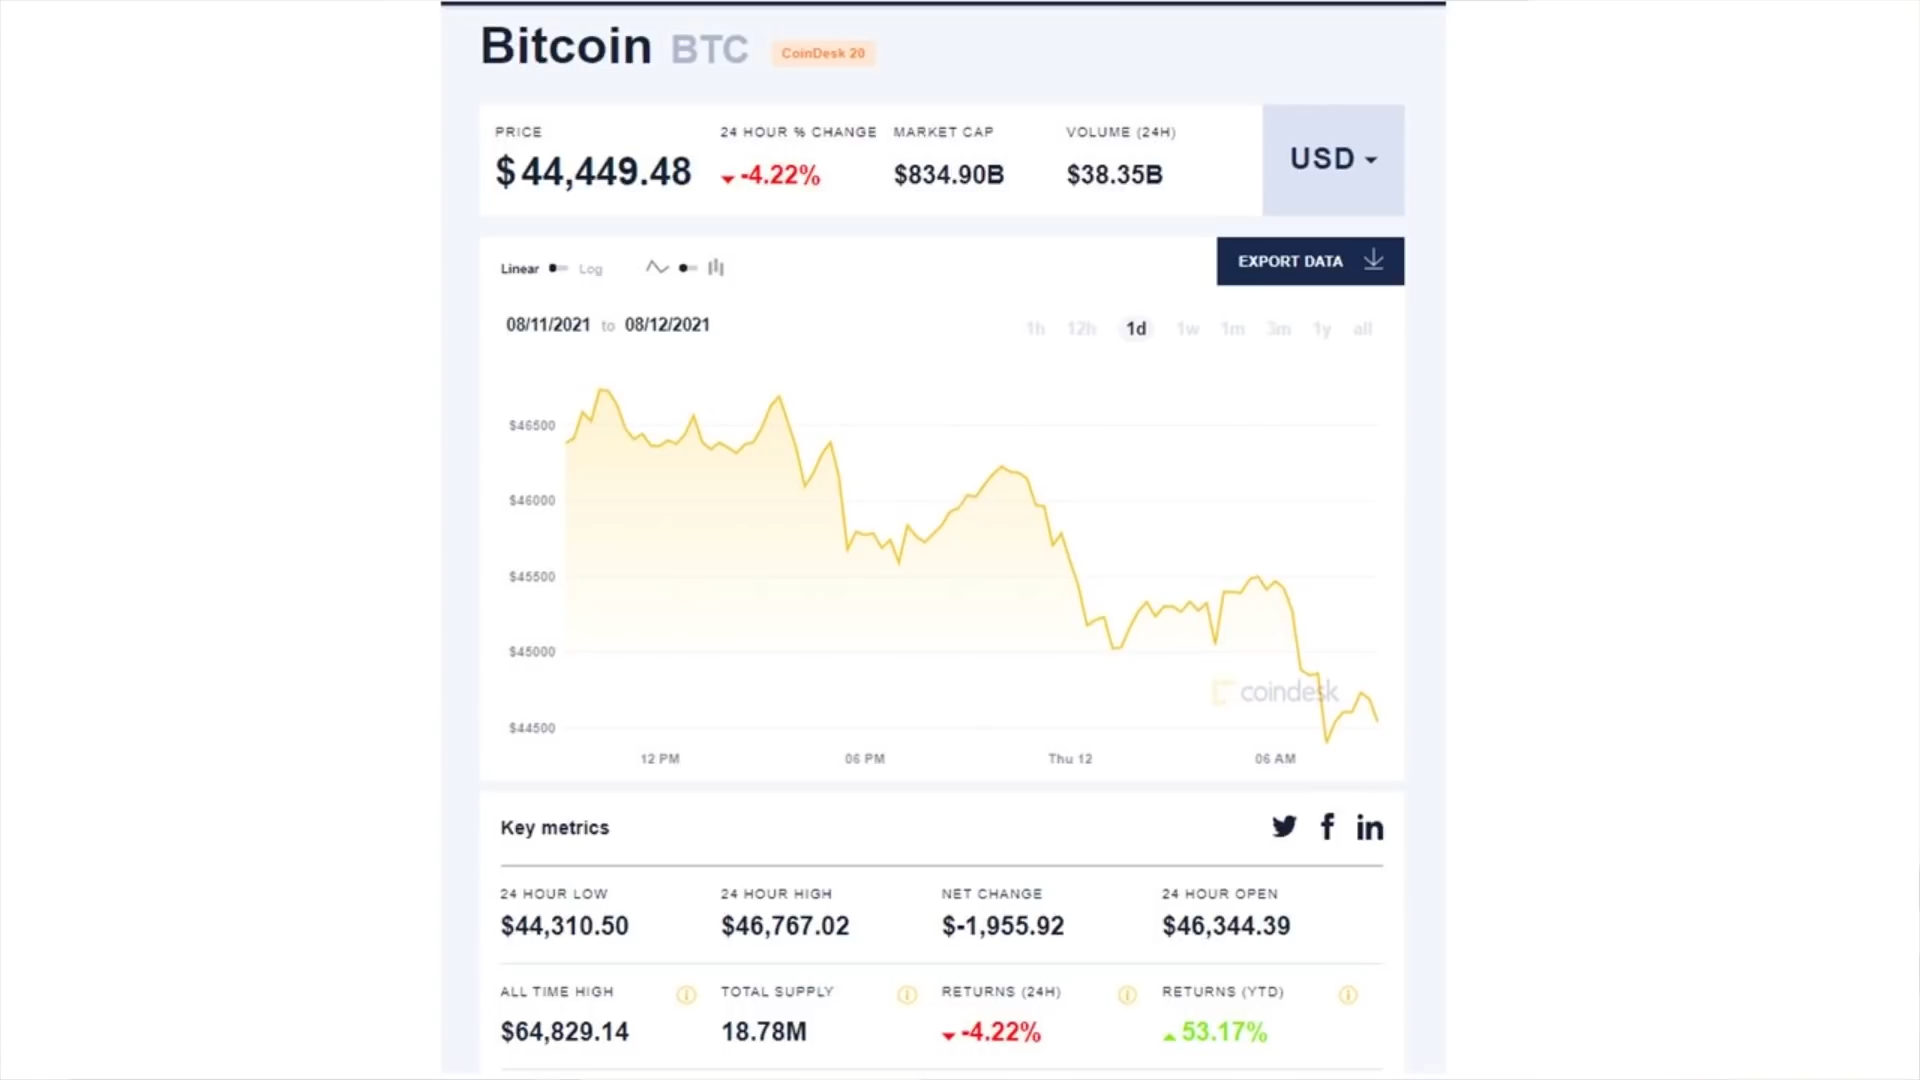 Bitcoin BTC CoinDesk 20
PRICE 24 HOUR % CHANGE MARKET CAP VOLUME (24H)
$44,449.48 -4.22% $834.90B $38.35B USD
Linear Log EXPORT DATA
08/11/2021 to 08/12/2021 1h 12h 1d 1w 1m 3m 1y all
$46500
$46000
$45500
$45000
coindesk
$44500
12 PM 06 PM Thu 12 06 AM
Key metrics
24 HOUR LOW 24 HOUR HIGH NET CHANGE 24 HOUR OPEN
$44,310.50 $46,767.02 $-1,955.92 $46,344.39
ALL TIME HIGH TOTAL SUPPLY RETURNS (24H) RETURNS (YTD)
$64,829.14 18.78M -4.22% 53.17%